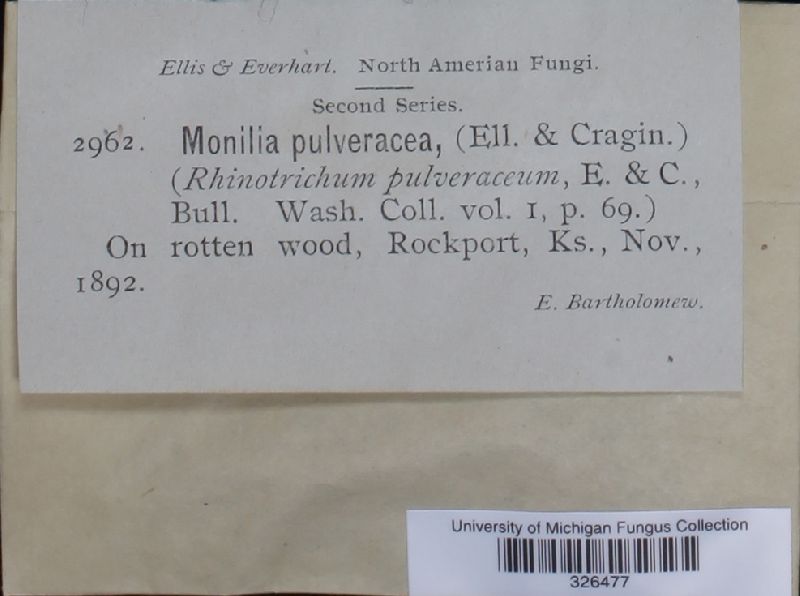 Ellis & Everhart. North Amerian Fungi.
Second Series.
2962. Monilia pulveracea, (Ell. & Cragin.)
(Rhinotrichum pulveraceum, E. & C.,
Bull. Wash. Coll. vol. 1, p. 69.)
On rotten wood, Rockport, Ks., Nov.,
1892.
E. Bartholomew.
University of Michigan Fungus Collection
326477